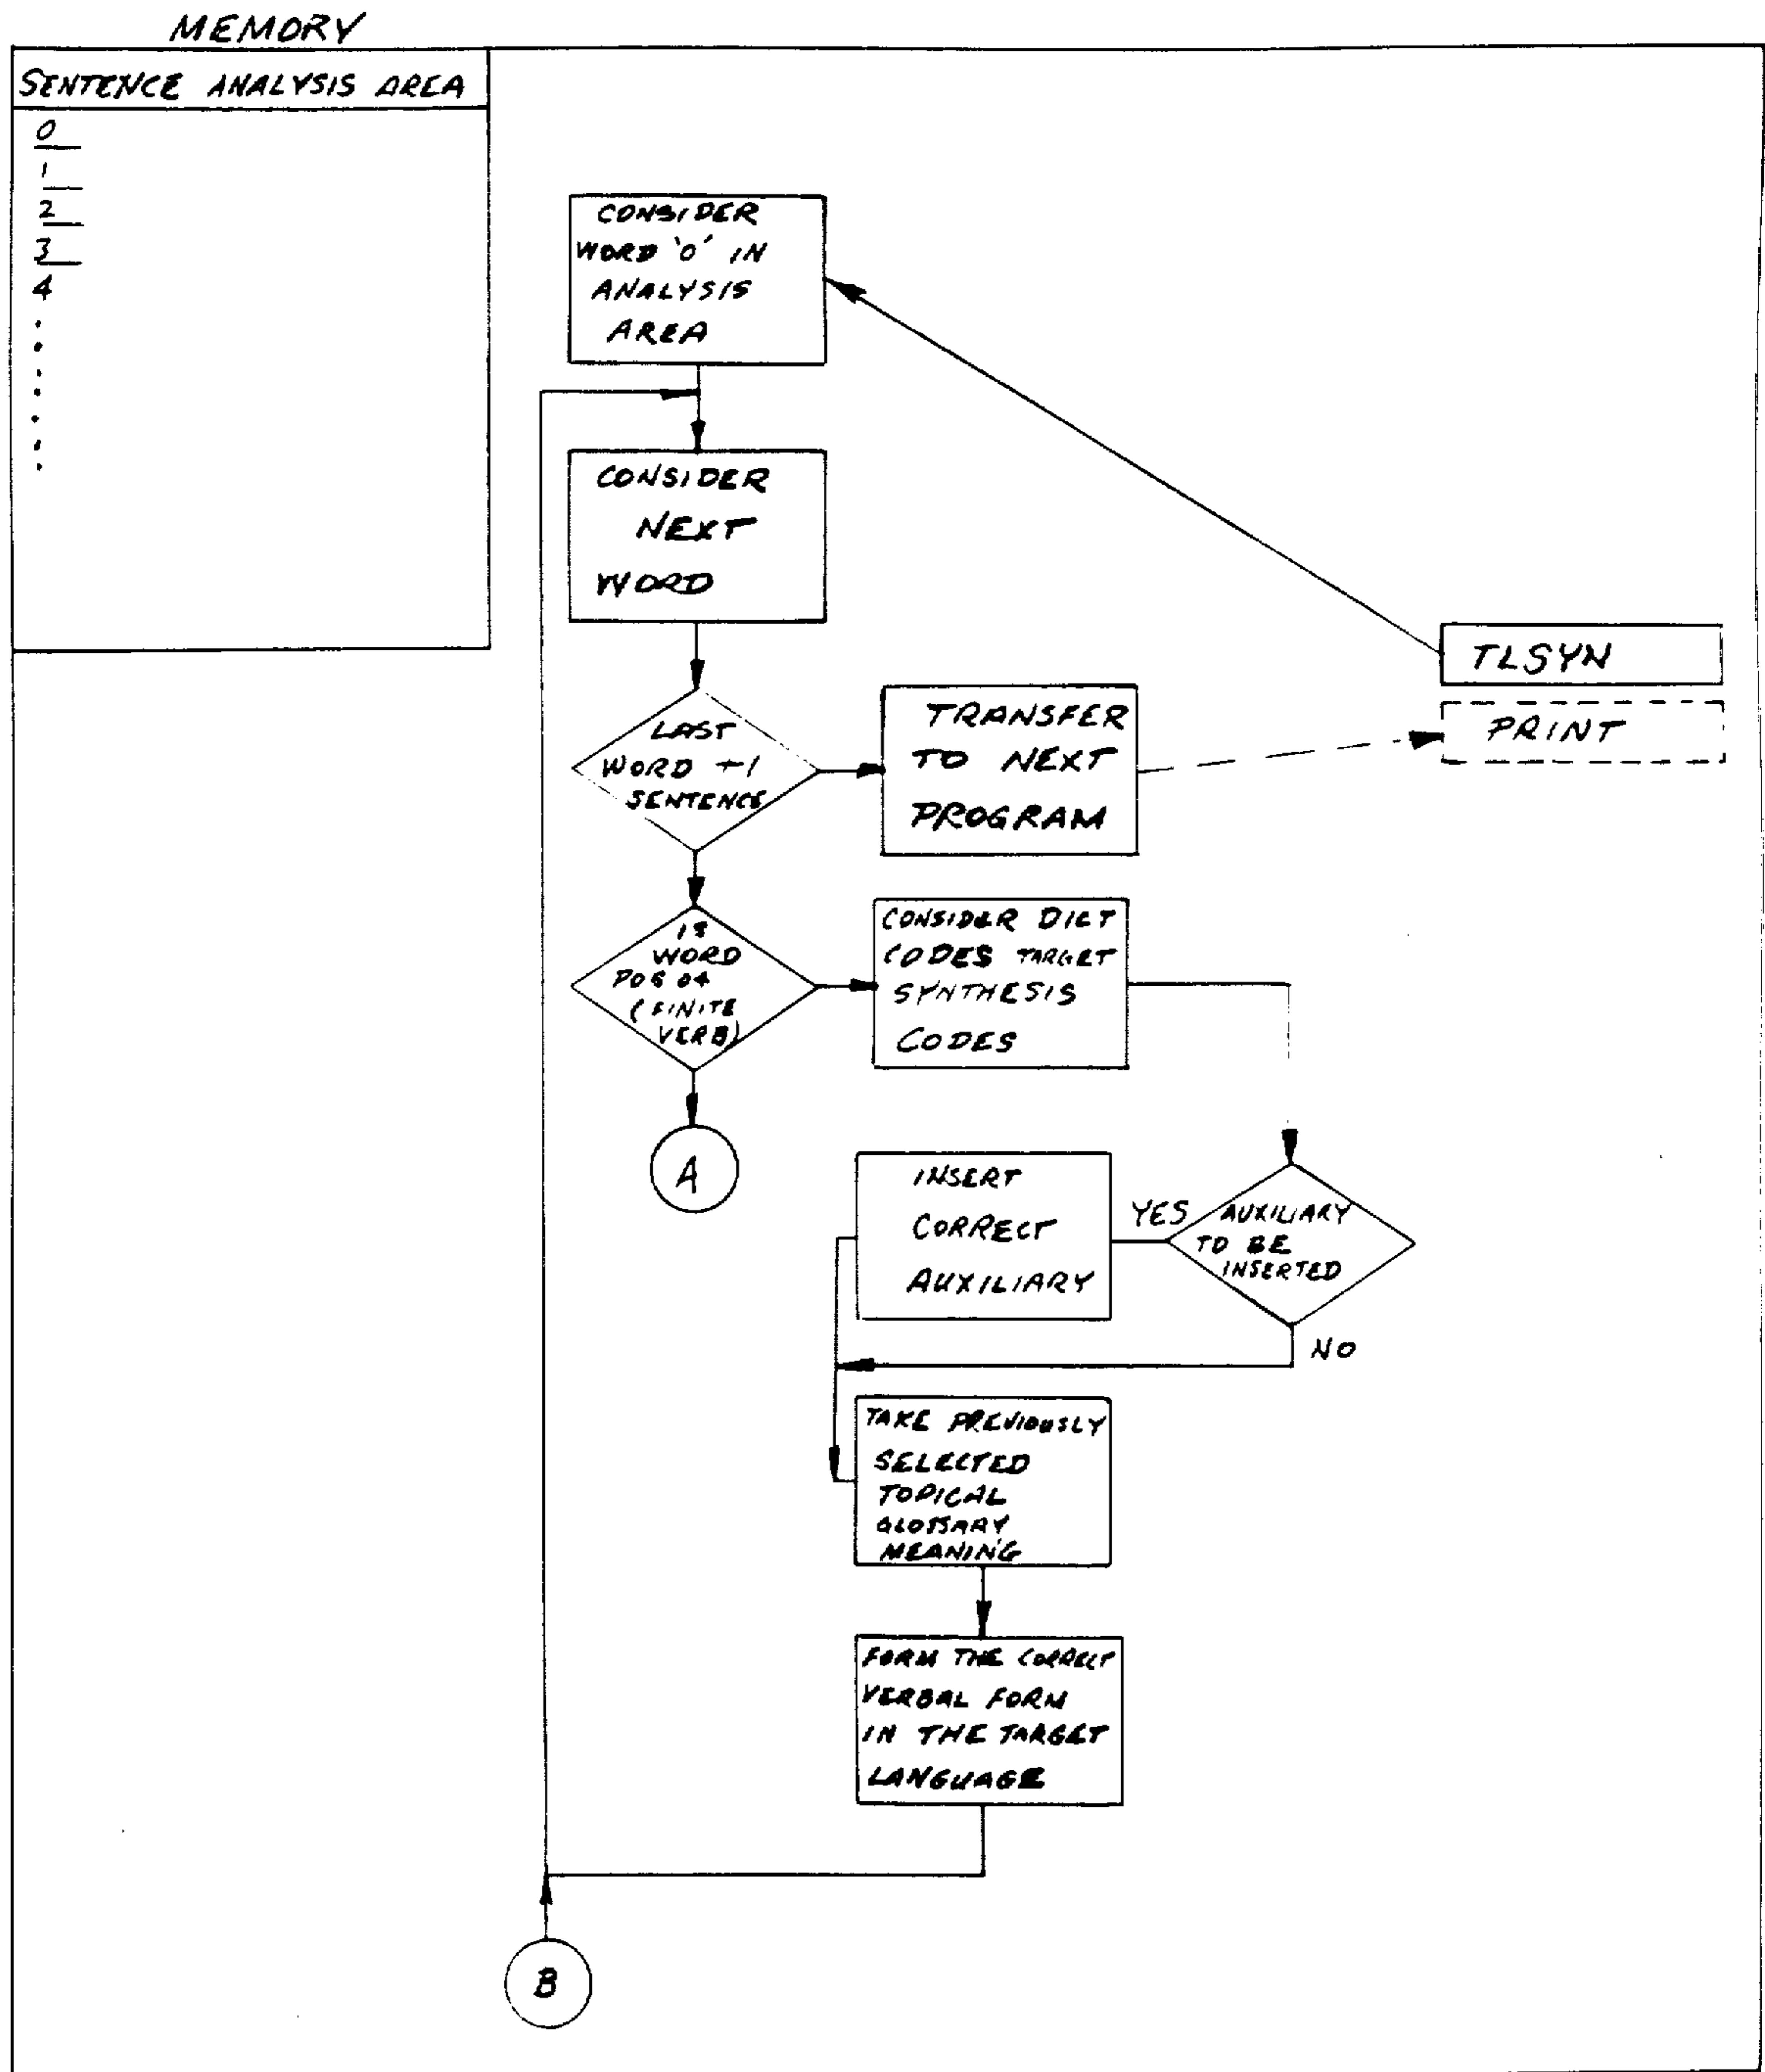 MEMORY
SENTENCE ANALYSIS AREA
0
1
2
3
4
CONSIDER
WORD 'O' IN
ANALYSIS
AREA
CONSIDER
NEXT
WORD
TLSYN
PRINT
LAST
WORD +1
SENTENCE
TRANSFER
TO NEXT
PROGRAM
IS
WORD
POS 04
(FINITE
VERB)
CONSIDER DICT
CODES TARGET
SYNTHESIS
CODES
A
INSERT
CORRECT
AUXILIARY
YES
AUXILIARY
TO BE
INSERTED
NO
TAKE PREVIOUSLY
SELECTED
TOPICAL
GLOSSARY
MEANING
FORM THE CORRECT
VERBAL FORM
IN THE TARGET
LANGUAGE
B